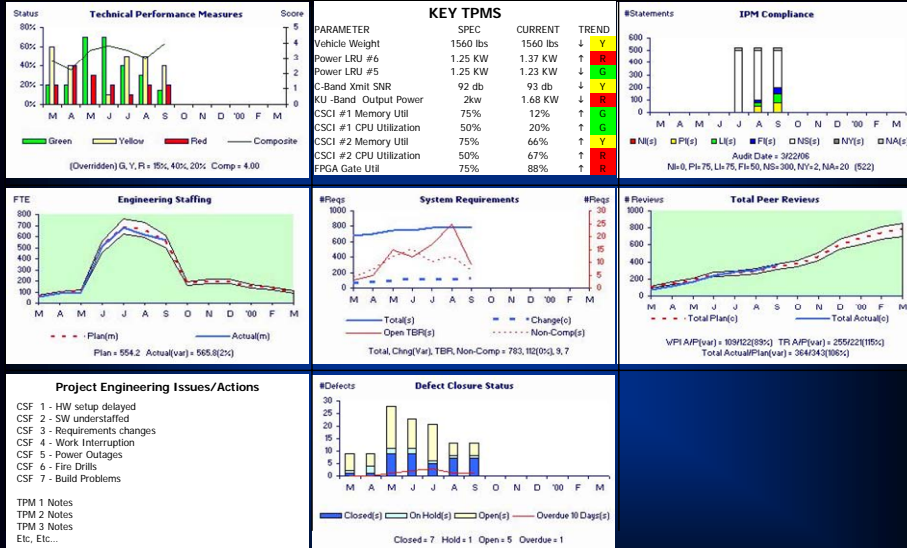 Status Technical Performance Measures Score
60% 5
50%
40% 4
30% 3
20% 2
10% 1
0% 0
M A M J J A S O N D '00 F M
Green Yellow Red Composite
(Overridden) G, Y, R = 15%, 40%, 20% Comp = 4.00
KEY TPMS
PARAMETER SPEC CURRENT TREND
Vehicle Weight 1560 lbs 1560 lbs ↓ Y
Power LRU #6 1.25 KW 1.37 KW ↑ R
Power LRU #5 1.25 KW 1.23 KW ↓ G
C-Band Xmit SNR 92 db 93 db ↓ Y
KU -Band Output Power 2kw 1.68 KW ↓ R
CSCI #1 Memory Util 75% 12% ↑ G
CSCI #1 CPU Utilization 50% 20% ↑ G
CSCI #2 Memory Util 75% 66% ↑ Y
CSCI #2 CPU Utilization 50% 67% ↑ R
FPGA Gate Util 75% 88% ↑ R
#Statements IPM Compliance
600
500
400
300
200
100
0
M A M J J A S O N D '00 F M
NI(s) PI(s) LI(s) FI(s) NS(s) NY(s) NA(s)
Audit Date = 3/22/06
NI=0, PI=75, LI=75, FI=50, NS=300, NY=2, NA=20 (522)
FTE Engineering Staffing
800
700
600
500
400
300
200
100
0
M A M J J A S O N D '00 F M
Plan(m) Actual(m)
Plan = 554.2 Actual(var) = 565.8(2%)
#Reqs System Requirements #Reqs
1000 30
800 25
600 20
400 15
200 10
0 5
0
M A M J J A S O N D '00 F M
Total(s) Change(c)
Open TBR(s) Non-Comp(s)
Total, Chng(Var), TBR, Non-Comp = 783, 112(0%), 9, 7
# Reviews Total Peer Reviews
1000
800
600
400
200
0
M A M J J A S O N D '00 F M
Total Plan(c) Total Actual(c)
WPI A/P(var) = 109/122(89%) TR A/P(var) = 255/221(115%)
Total Actual/Plan(var) = 364/343(106%)
Project Engineering Issues/Actions
CSF 1 - HW setup delayed
CSF 2 - SW understaffed
CSF 3 - Requirements changes
CSF 4 - Work Interruption
CSF 5 - Power Outages
CSF 6 - Fire Drills
CSF 7 - Build Problems
TPM 1 Notes
TPM 2 Notes
TPM 3 Notes
Etc, Etc...
#Defects Defect Closure Status
30
25
20
15
10
5
0
M A M J J A S O N D '00 F M
Closed(s) On Hold(s) Open(s) Overdue 10 Days(s)
Closed = 7 Hold = 1 Open = 5 Overdue = 1